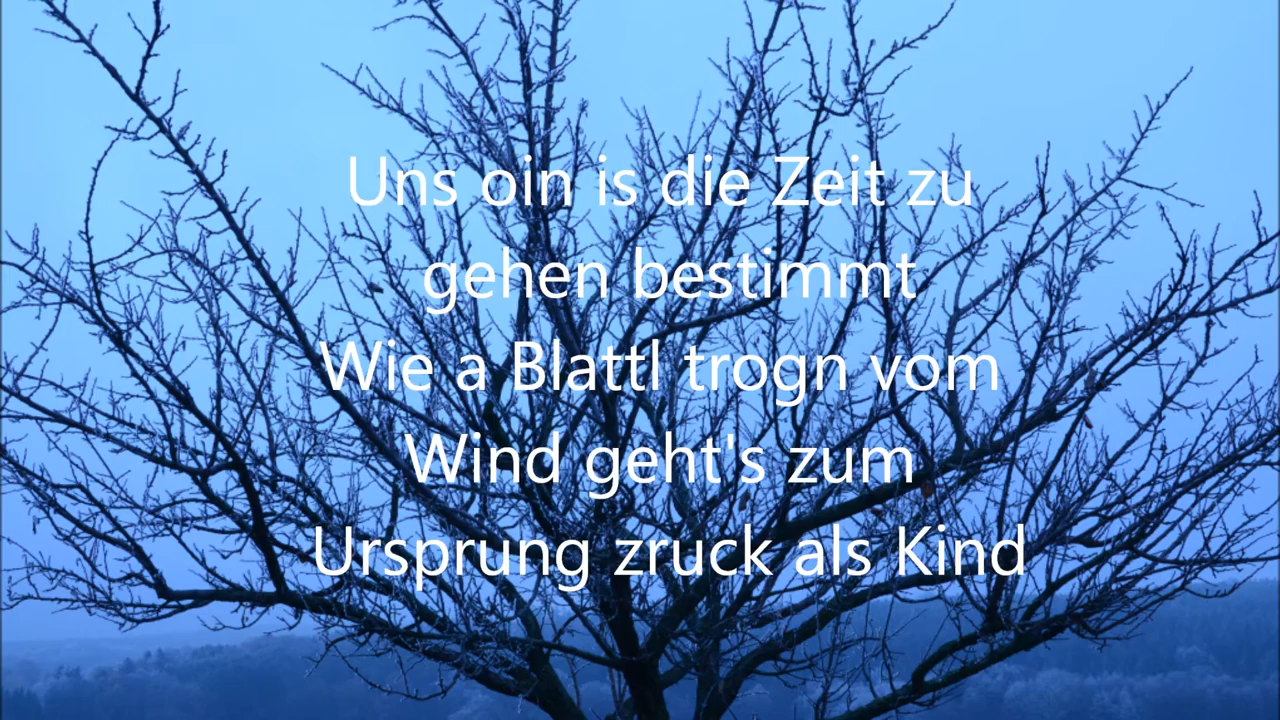 Uns oin is die Zeit zu
gehen bestimmt
Wie a Blattl trogn vom
Wind geht's zum
Ursprung zruck als Kind